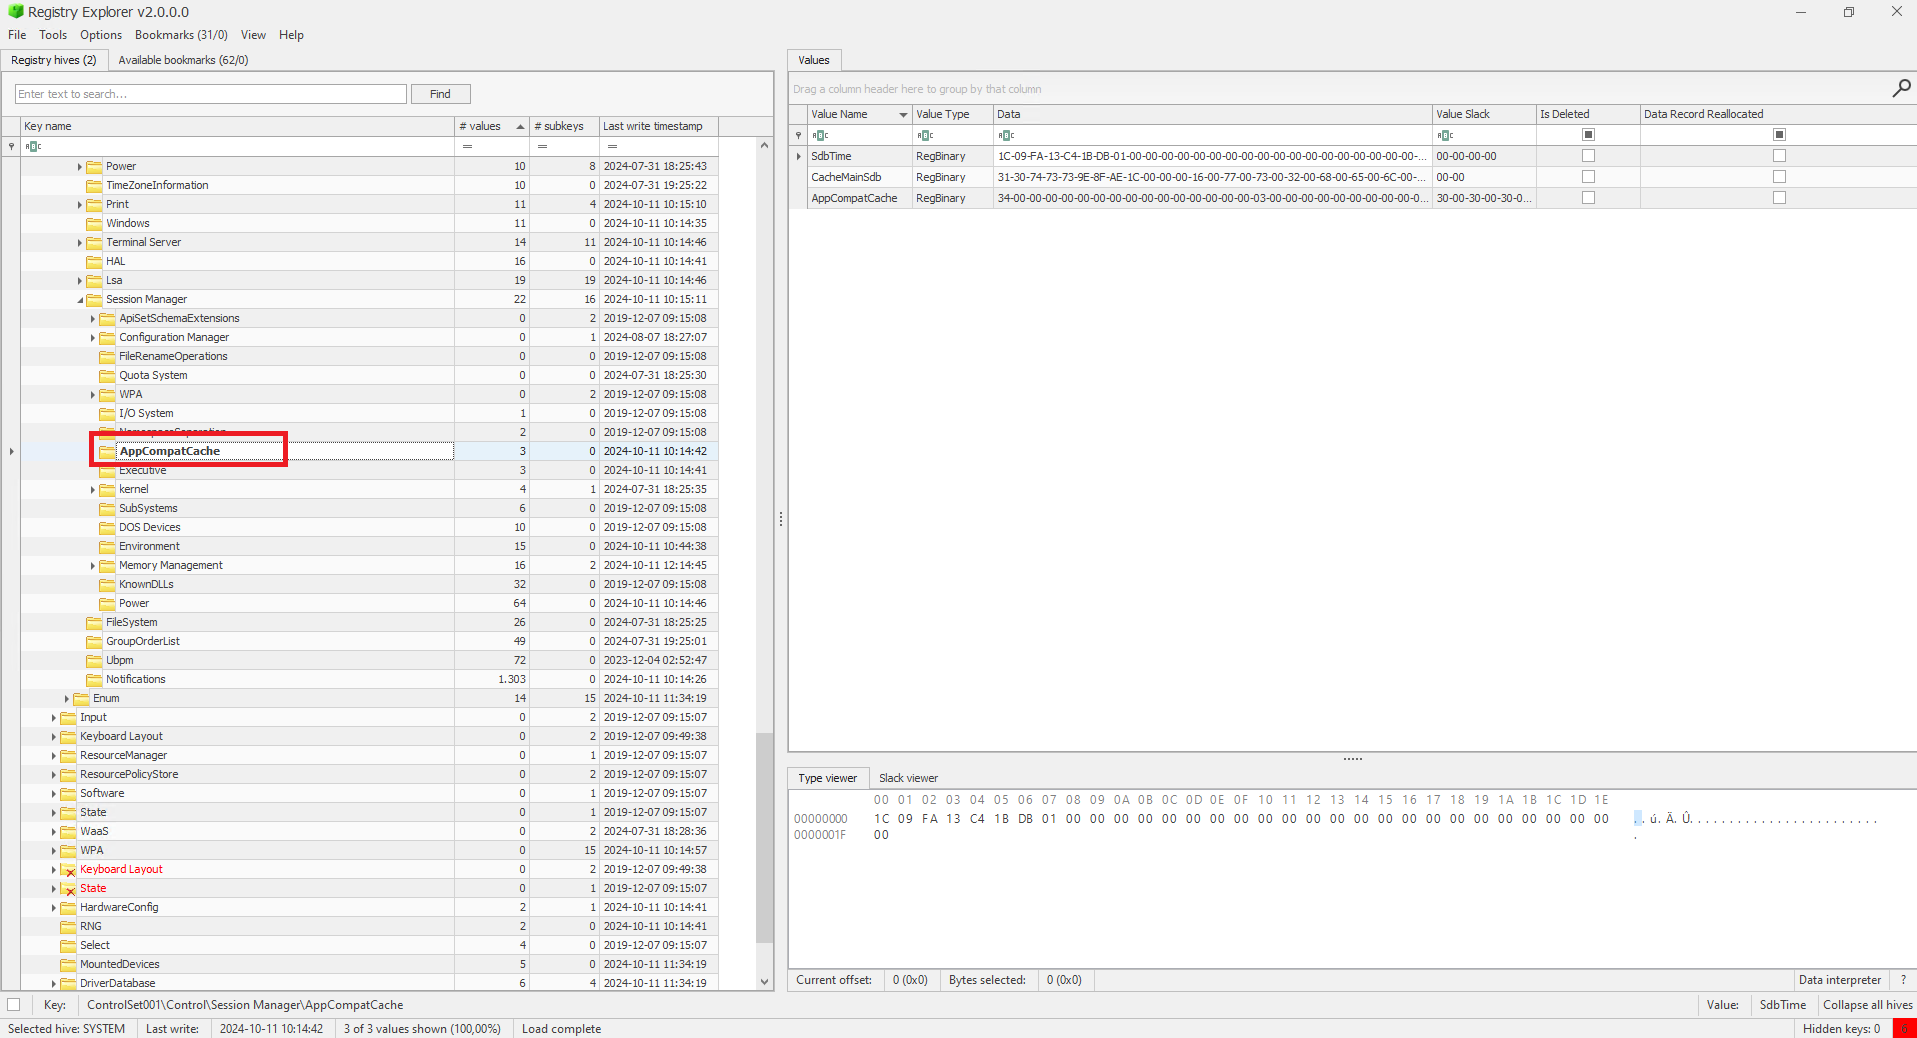 Registry Explorer v2.0.0.0
File Tools Options Bookmarks (31/0) View Help
Registry hives (2) Available bookmarks (62/0)
Enter text to search... Find
Key name # values # subkeys Last write timestamp
Power 10 8 2024-07-31 18:25:43
TimeZoneInformation 10 0 2024-07-31 19:25:22
Print 11 4 2024-10-11 10:15:10
Windows 11 0 2024-10-11 10:14:35
Terminal Server 14 11 2024-10-11 10:14:46
HAL 16 0 2024-10-11 10:14:41
Lsa 19 19 2024-10-11 10:14:46
Session Manager 22 16 2024-10-11 10:15:11
ApiSetSchemaExtensions 0 2 2019-12-07 09:15:08
Configuration Manager 0 1 2024-08-07 18:27:07
FileRenameOperations 0 0 2019-12-07 09:15:08
Quota System 0 0 2024-07-31 18:25:30
WPA 0 2 2019-12-07 09:15:08
I/O System 1 0 2019-12-07 09:15:08
NamespaceSeparation 2 0 2019-12-07 09:15:08
AppCompatCache 3 0 2024-10-11 10:14:42
Executive 3 0 2024-10-11 10:14:41
kernel 4 1 2024-07-31 18:25:35
SubSystems 6 0 2019-12-07 09:15:08
DOS Devices 10 0 2019-12-07 09:15:08
Environment 15 0 2024-10-11 10:44:38
Memory Management 16 2 2024-10-11 12:14:45
KnownDLLs 32 0 2019-12-07 09:15:08
Power 64 0 2024-10-11 10:14:46
FileSystem 26 0 2024-07-31 18:25:25
GroupOrderList 49 0 2024-07-31 19:25:01
Ubpm 72 0 2023-12-04 02:52:47
Notifications 1.303 0 2024-10-11 10:14:26
Enum 14 15 2024-10-11 11:34:19
Input 0 2 2019-12-07 09:15:07
Keyboard Layout 0 2 2019-12-07 09:49:38
ResourceManager 0 1 2019-12-07 09:15:07
ResourcePolicyStore 0 2 2019-12-07 09:15:07
Software 0 1 2019-12-07 09:15:07
State 0 1 2019-12-07 09:15:07
WaaS 0 2 2024-07-31 18:28:36
WPA 0 15 2024-10-11 10:14:57
Keyboard Layout 0 2 2019-12-07 09:49:38
State 0 1 2019-12-07 09:15:07
HardwareConfig 2 1 2024-10-11 10:14:41
RNG 2 0 2024-10-11 10:14:41
Select 4 0 2019-12-07 09:15:07
MountedDevices 5 0 2024-10-11 11:34:19
DriverDatabase 6 4 2024-10-11 11:34:19
Values
Drag a column header here to group by that column
Value Name Value Type Data Value Slack Is Deleted Data Record Reallocated
SdbTime RegBinary 1C-09-FA-13-C4-1B-DB-01-00-00-00-00-00-00-00-00-00-00-00-00-00-00-00-00-00-00-... 00-00-00-00
CacheMainSdb RegBinary 31-30-74-73-73-9E-8F-AE-1C-00-00-00-16-00-77-00-73-00-32-00-68-00-65-00-6C-00-... 00-00
AppCompatCache RegBinary 34-00-00-00-00-00-00-00-00-00-00-00-00-00-00-00-03-00-00-00-00-00-00-00-00-00-0... 30-00-30-00-30-0...
Type viewer Slack viewer
00 01 02 03 04 05 06 07 08 09 0A 0B 0C 0D 0E 0F 10 11 12 13 14 15 16 17 18 19 1A 1B 1C 1D 1E
00000000 1C 09 FA 13 C4 1B DB 01 00 00 00 00 00 00 00 00 00 00 00 00 00 00 00 00 00 00 00 00 00 00 00 . . ú . Ä . Û . . . . . . . . . . . . . . . . . . . . . . . .
0000001F 00 .
Current offset: 0 (0x0) Bytes selected: 0 (0x0) Data interpreter ?
Key: ControlSet001\Control\Session Manager\AppCompatCache Value: SdbTime Collapse all hives
Selected hive: SYSTEM Last write: 2024-10-11 10:14:42 3 of 3 values shown (100,00%) Load complete Hidden keys: 0